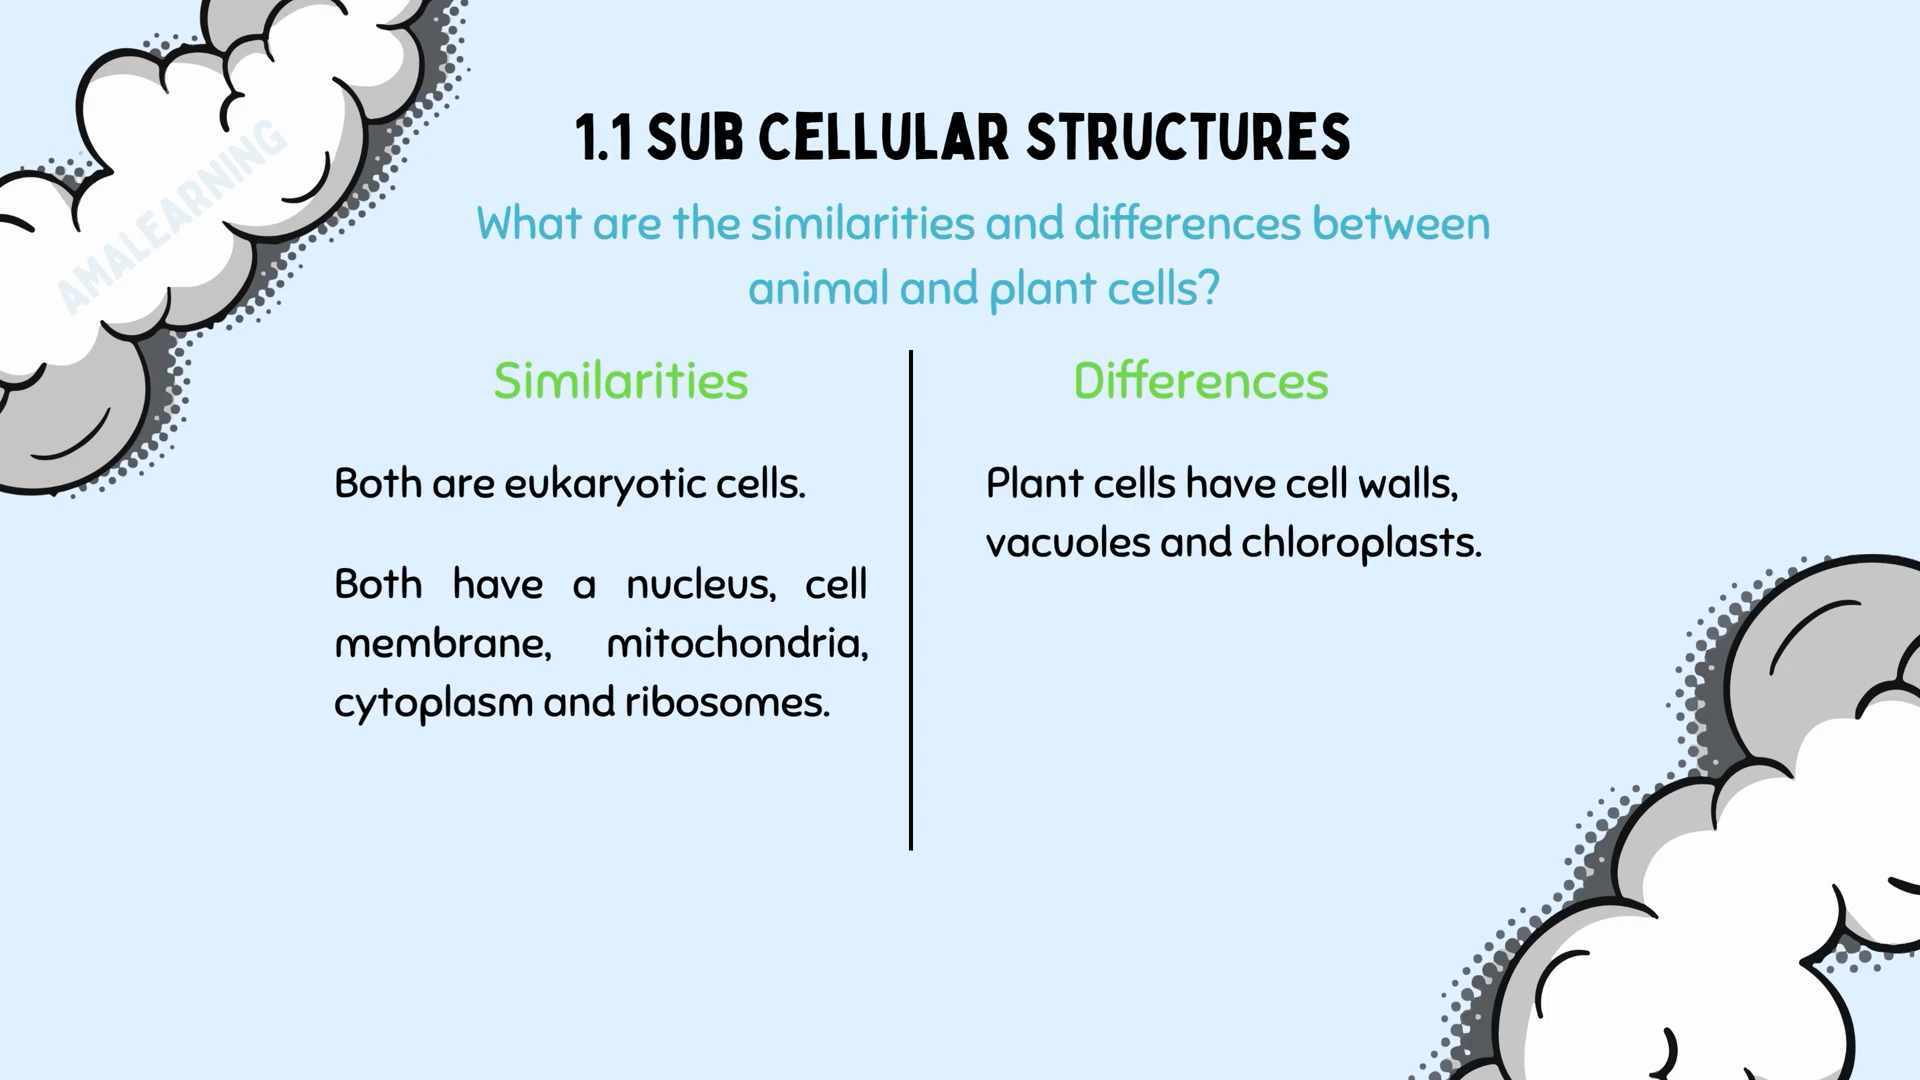 AMALEARNING
1.1 SUB CELLULAR STRUCTURES
What are the similarities and differences between
animal and plant cells?
Similarities
Both are eukaryotic cells.
Both have a nucleus, cell
membrane, mitochondria,
cytoplasm and ribosomes.
Differences
Plant cells have cell walls,
vacuoles and chloroplasts.